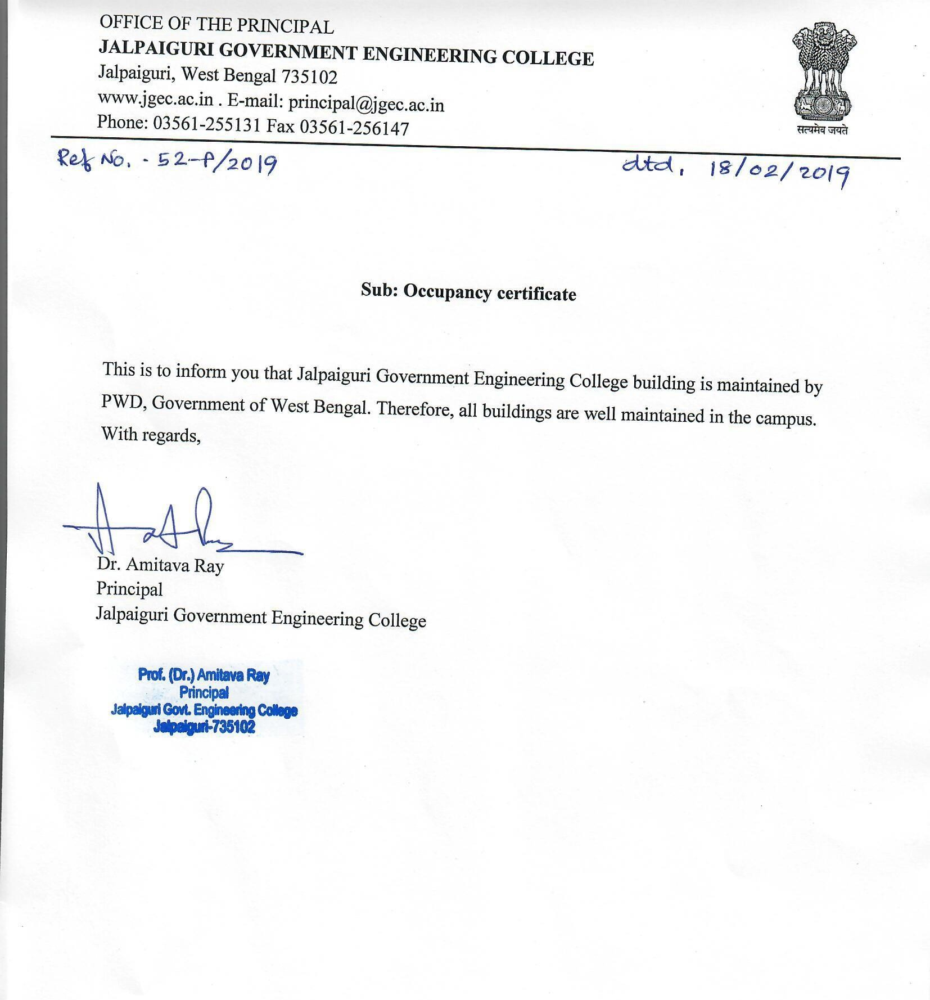 OFFICE OF THE PRINCIPAL
JALPAIGURI GOVERNMENT ENGINEERING COLLEGE
Jalpaiguri, West Bengal 735102
www.jgec.ac.in . E-mail: principal@jgec.ac.in
Phone: 03561-255131 Fax 03561-256147
सत्यमेव जयते
Ref No. - 52-P/2019 dtd. 18/02/2019
Sub: Occupancy certificate
This is to inform you that Jalpaiguri Government Engineering College building is maintained by
PWD, Government of West Bengal. Therefore, all buildings are well maintained in the campus.
With regards,
Dr. Amitava Ray
Principal
Jalpaiguri Government Engineering College
Prof. (Dr.) Amitava Ray
Principal
Jalpaiguri Govt. Engineering College
Jalpaiguri-735102